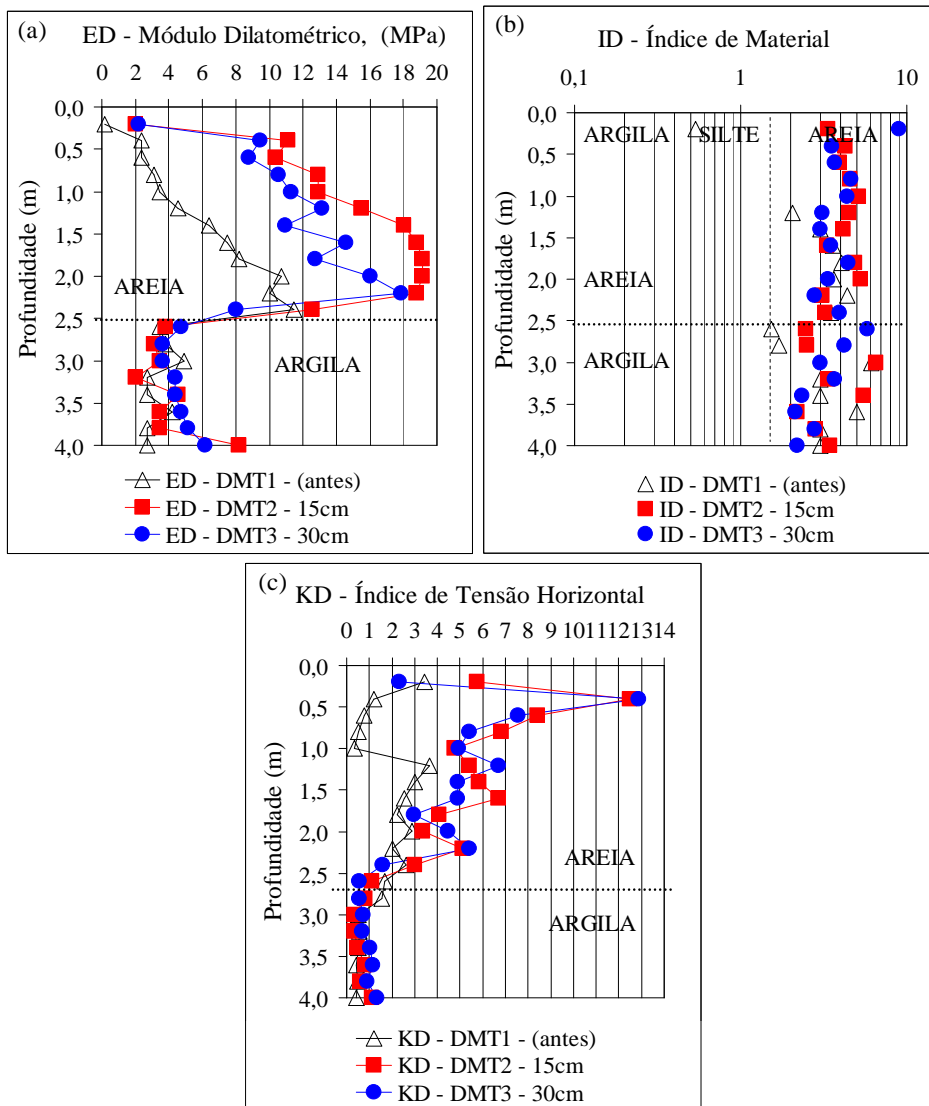 (a)
ED - Módulo Dilatométrico, (MPa)
0 2 4 6 8 10 12 14 16 18 20
Profundidade (m)
0,0
0,5
1,0
1,5
2,0
2,5
3,0
3,5
4,0
AREIA
ARGILA
ED - DMT1 - (antes)
ED - DMT2 - 15cm
ED - DMT3 - 30cm
(b)
ID - Índice de Material
0,1 1 10
Profundidade (m)
0,0
0,5
1,0
1,5
2,0
2,5
3,0
3,5
4,0
ARGILA SILTE AREIA
AREIA
ARGILA
ID - DMT1 - (antes)
ID - DMT2 - 15cm
ID - DMT3 - 30cm
(c)
KD - Índice de Tensão Horizontal
0 1 2 3 4 5 6 7 8 9 10 11 12 13 14
Profundidade (m)
0,0
0,5
1,0
1,5
2,0
2,5
3,0
3,5
4,0
AREIA
ARGILA
KD - DMT1 - (antes)
KD - DMT2 - 15cm
KD - DMT3 - 30cm